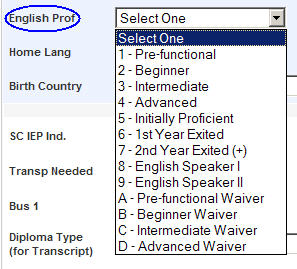 English Prof Select One
Select One
Home Lang
1 - Pre-functional
2 - Beginner
3 - Intermediate
Birth Country
4 - Advanced
5 - Initially Proficient
6 - 1st Year Exited
SC IEP Ind.
7 - 2nd Year Exited (+)
8 - English Speaker I
Transp Needed
9 - English Speaker II
A - Pre-functional Waiver
Bus 1
B - Beginner Waiver
C - Intermediate Waiver
Diploma Type
D - Advanced Waiver
(for Transcript)